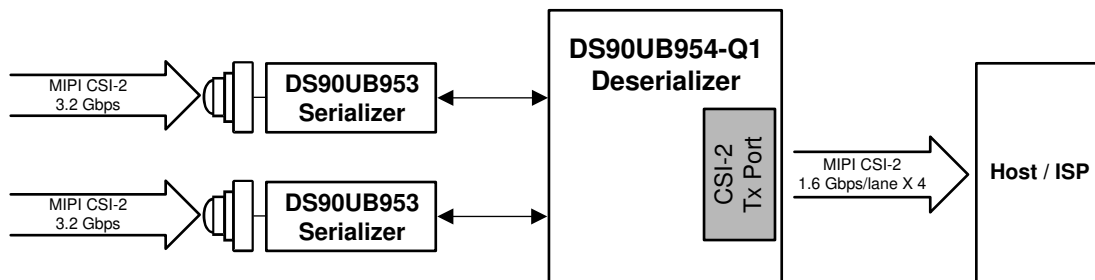 MIPI CSI-2
3.2 Gbps
DS90UB953
Serializer
MIPI CSI-2
3.2 Gbps
DS90UB953
Serializer
DS90UB954-Q1
Deserializer
CSI-2
Tx Port
MIPI CSI-2
1.6 Gbps/lane X 4
Host / ISP